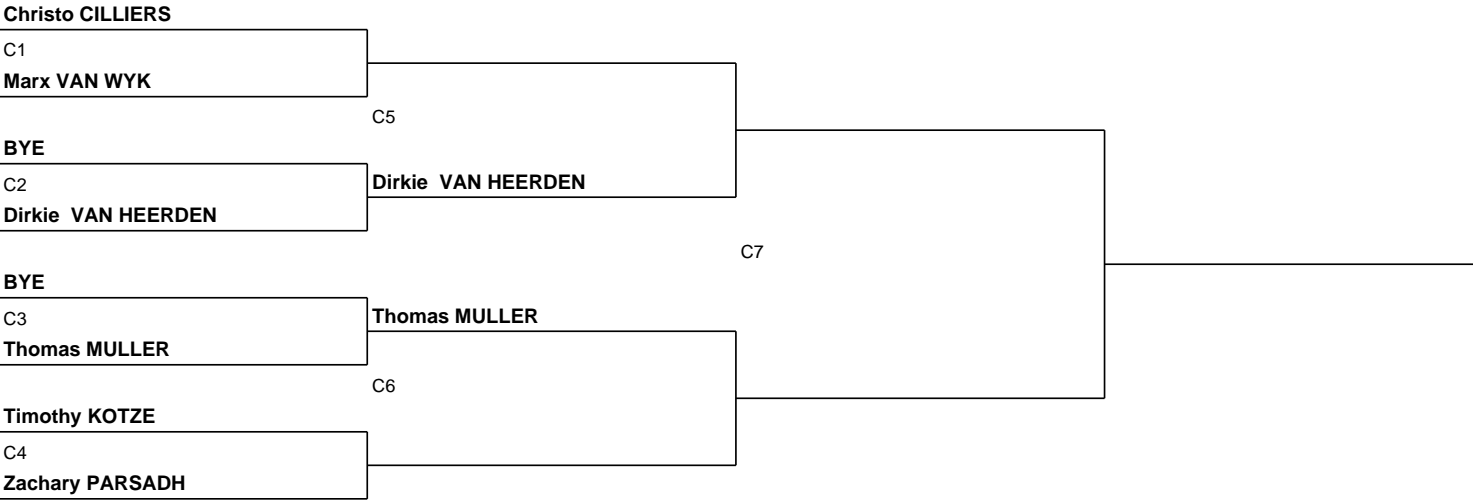 Christo CILLIERS
C1
Marx VAN WYK
C5
BYE
C2
Dirkie  VAN HEERDEN
Dirkie  VAN HEERDEN
C7
BYE
C3
Thomas MULLER
Thomas MULLER
C6
Timothy KOTZE
C4
Zachary PARSADH